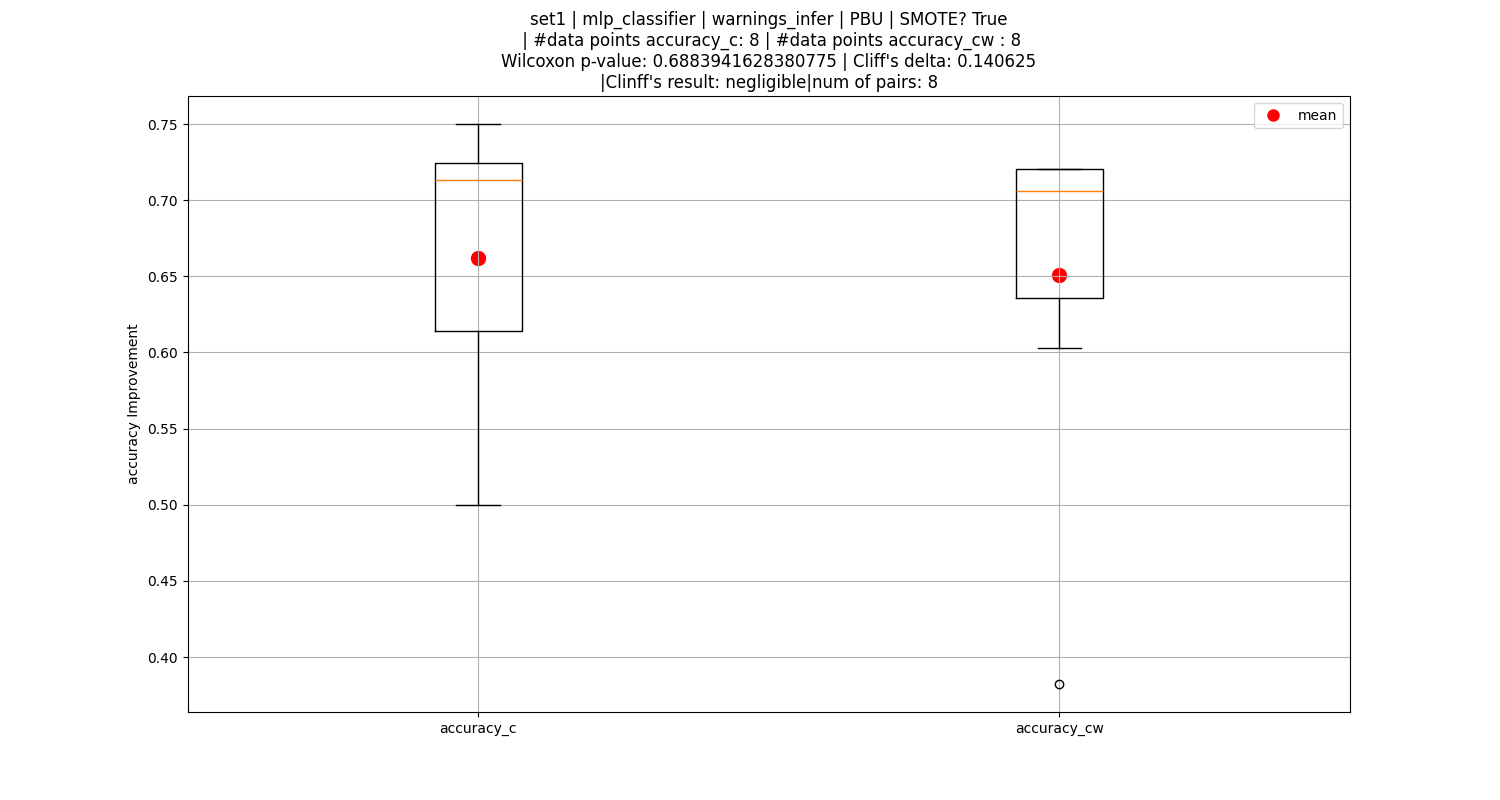 set1 | mlp_classifier | warnings_infer | PBU | SMOTE? True
| #data points accuracy_c: 8 | #data points accuracy_cw : 8
Wilcoxon p-value: 0.6883941628380775 | Cliff's delta: 0.140625
|Clinff's result: negligible|num of pairs: 8
mean
0.75
0.70
0.65
0.60
0.55
0.50
0.45
0.40
accuracy Improvement
accuracy_c
accuracy_cw